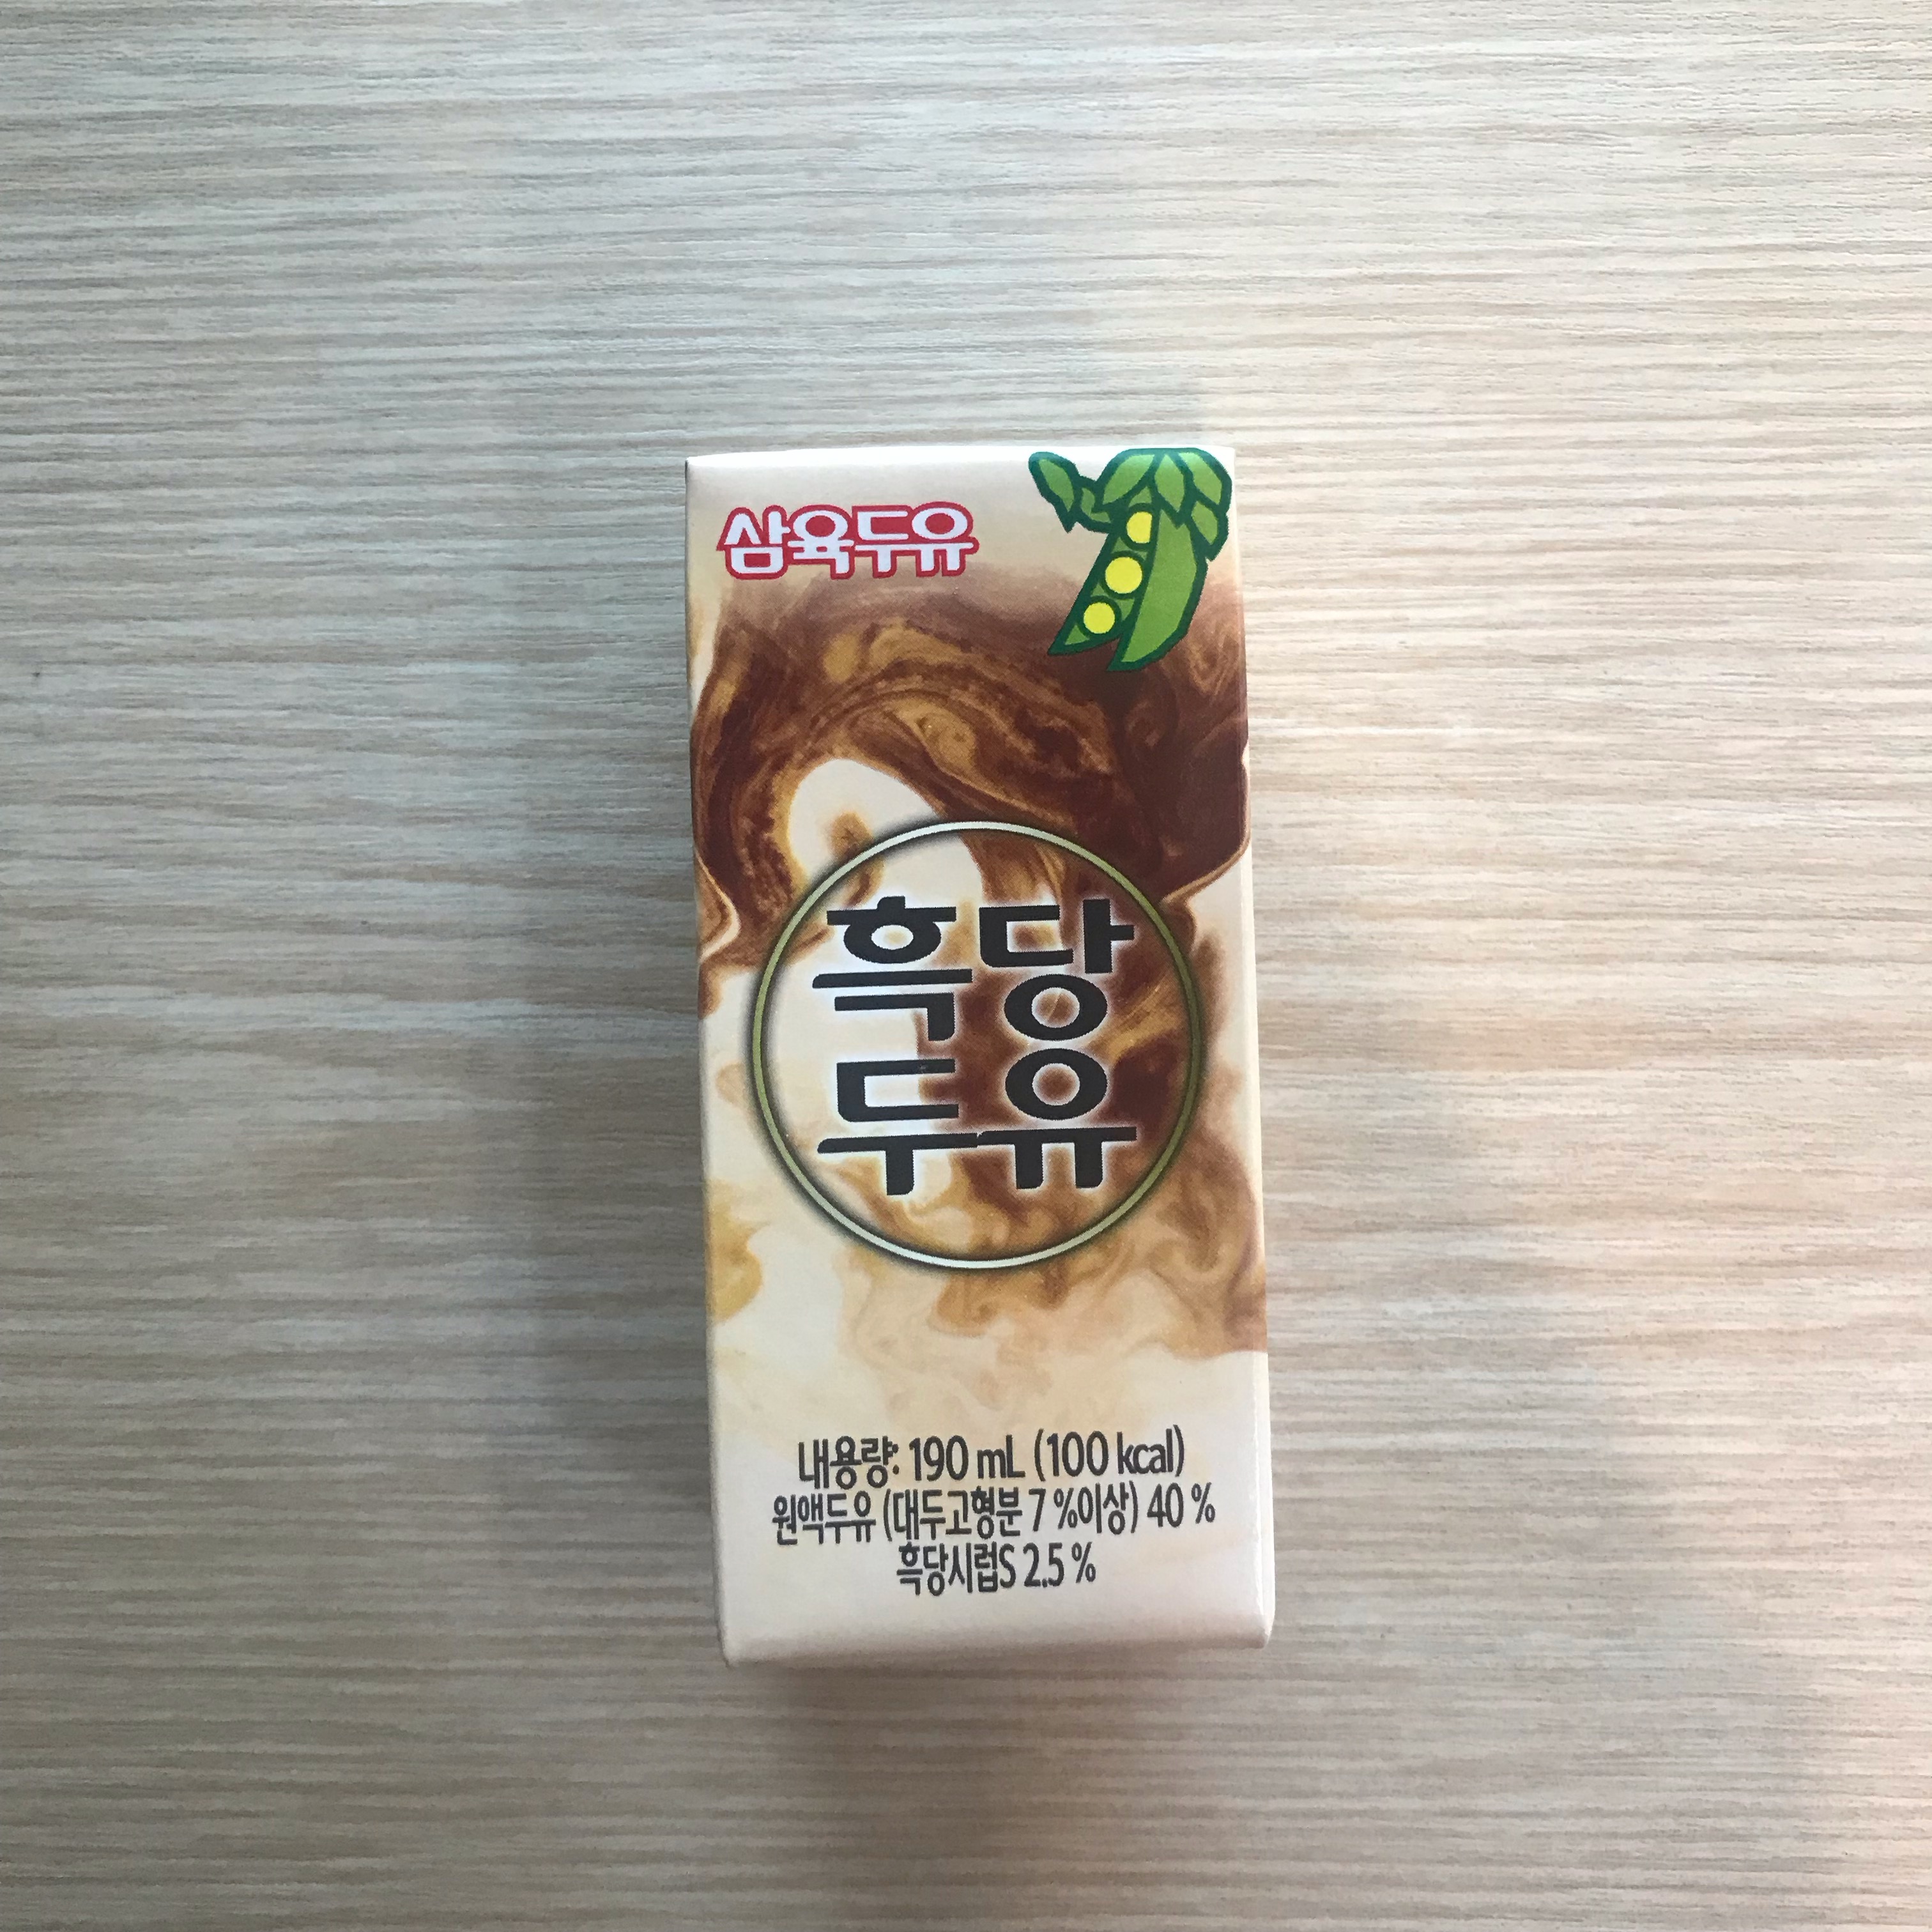 삼육두유
흑당
두유
내용량: 190 mL (100 kcal)
원액두유 (대두고형분 7 %이상) 40 %
흑당시럽S 2.5 %